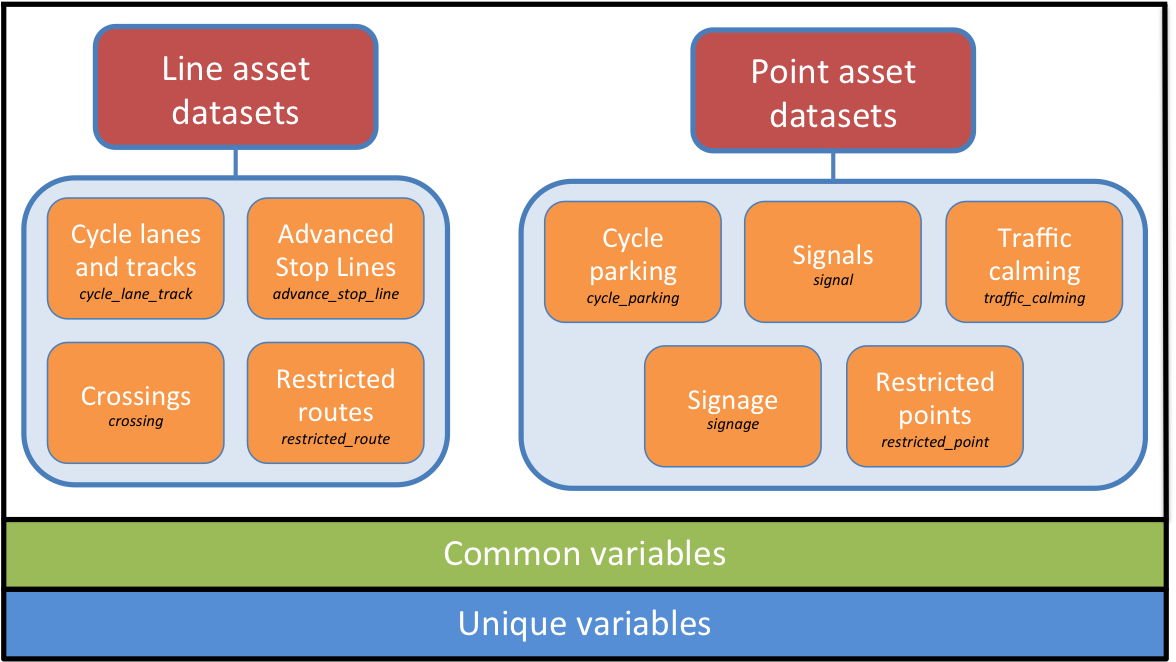 Line asset
datasets
Point asset
datasets
Cycle lanes
and tracks
cycle_lane_track
Advanced
Stop Lines
advance_stop_line
Crossings
crossing
Restricted
routes
restricted_route
Cycle
parking
cycle_parking
Signals
signal
Traffic
calming
traffic_calming
Signage
signage
Restricted
points
restricted_point
Common variables
Unique variables